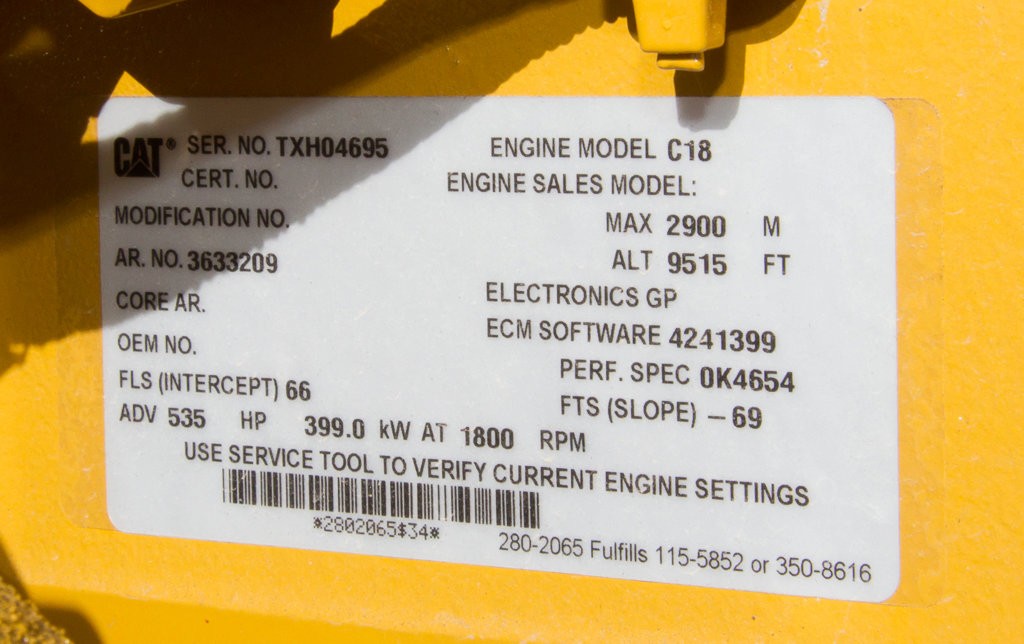 CAT® SER. NO. TXH04695 ENGINE MODEL C18
CERT. NO. ENGINE SALES MODEL:
MODIFICATION NO. MAX 2900 M
AR. NO. 3633209 ALT 9515 FT
CORE AR. ELECTRONICS GP
OEM NO. ECM SOFTWARE 4241399
FLS (INTERCEPT) 66 PERF. SPEC 0K4654
FTS (SLOPE) –69
ADV 535 HP 399.0 kW AT 1800 RPM
USE SERVICE TOOL TO VERIFY CURRENT ENGINE SETTINGS
*2802065$34*
280-2065 Fulfills 115-5852 or 350-8616